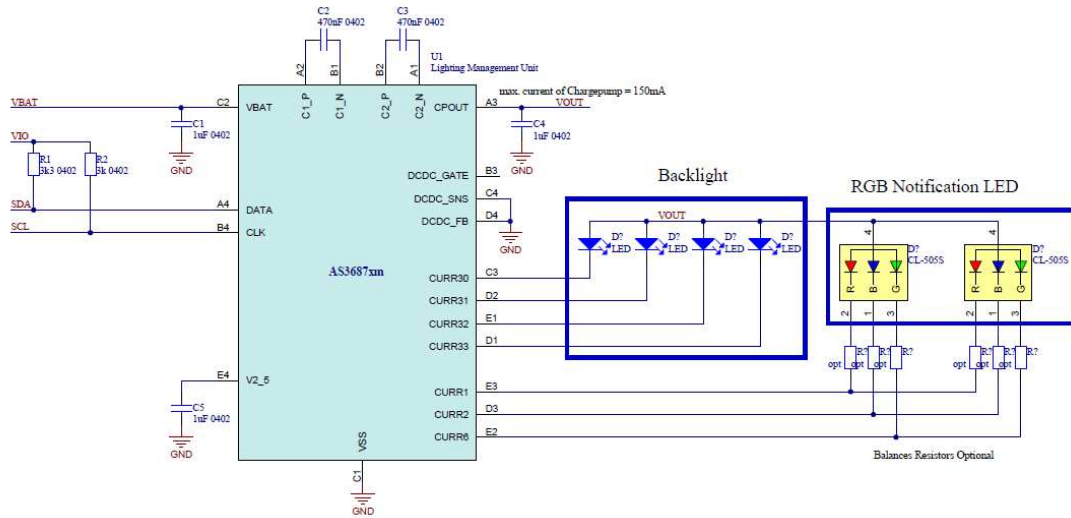 C2
470nF 0402
C3
470nF 0402
A2
B1
B2
A1
U1
Lighting Management Unit
max. current of Chargepump = 150mA
VBAT
C2
VBAT
C1_P
C1_N
C2_P
C2_N
CPOUT
A3
VOUT
C1
1uF 0402
GND
C4
1uF 0402
GND
VIO
R1
3k3 0402
R2
3k 0402
DCDC_GATE
B3
DCDC_SNS
C4
DCDC_FB
D4
GND
SDA
A4
DATA
SCL
B4
CLK
AS3687xm
Backlight
VOUT
D?
LED
D?
LED
D?
LED
D?
LED
RGB Notification LED
4
D?
CL-505S
R
B
G
2
1
3
4
D?
CL-505S
R
B
G
2
1
3
CURR30
C3
CURR31
D2
CURR32
E1
CURR33
D1
R?
opt
R?
opt
R?
R?
opt
R?
opt
R?
E4
V2_5
C5
1uF 0402
GND
CURR1
E3
CURR2
D3
CURR6
E2
VSS
C1
GND
Balances Resistors Optional